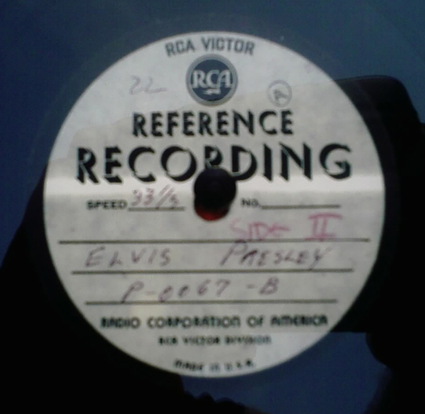 RCA VICTOR
22 RCA A
REFERENCE
RECORDING
SPEED 33 1/3 NO.
SIDE II
ELVIS PRESLEY
P-0067-B
RADIO CORPORATION OF AMERICA
RCA VICTOR DIVISION
MADE IN U.S.A.